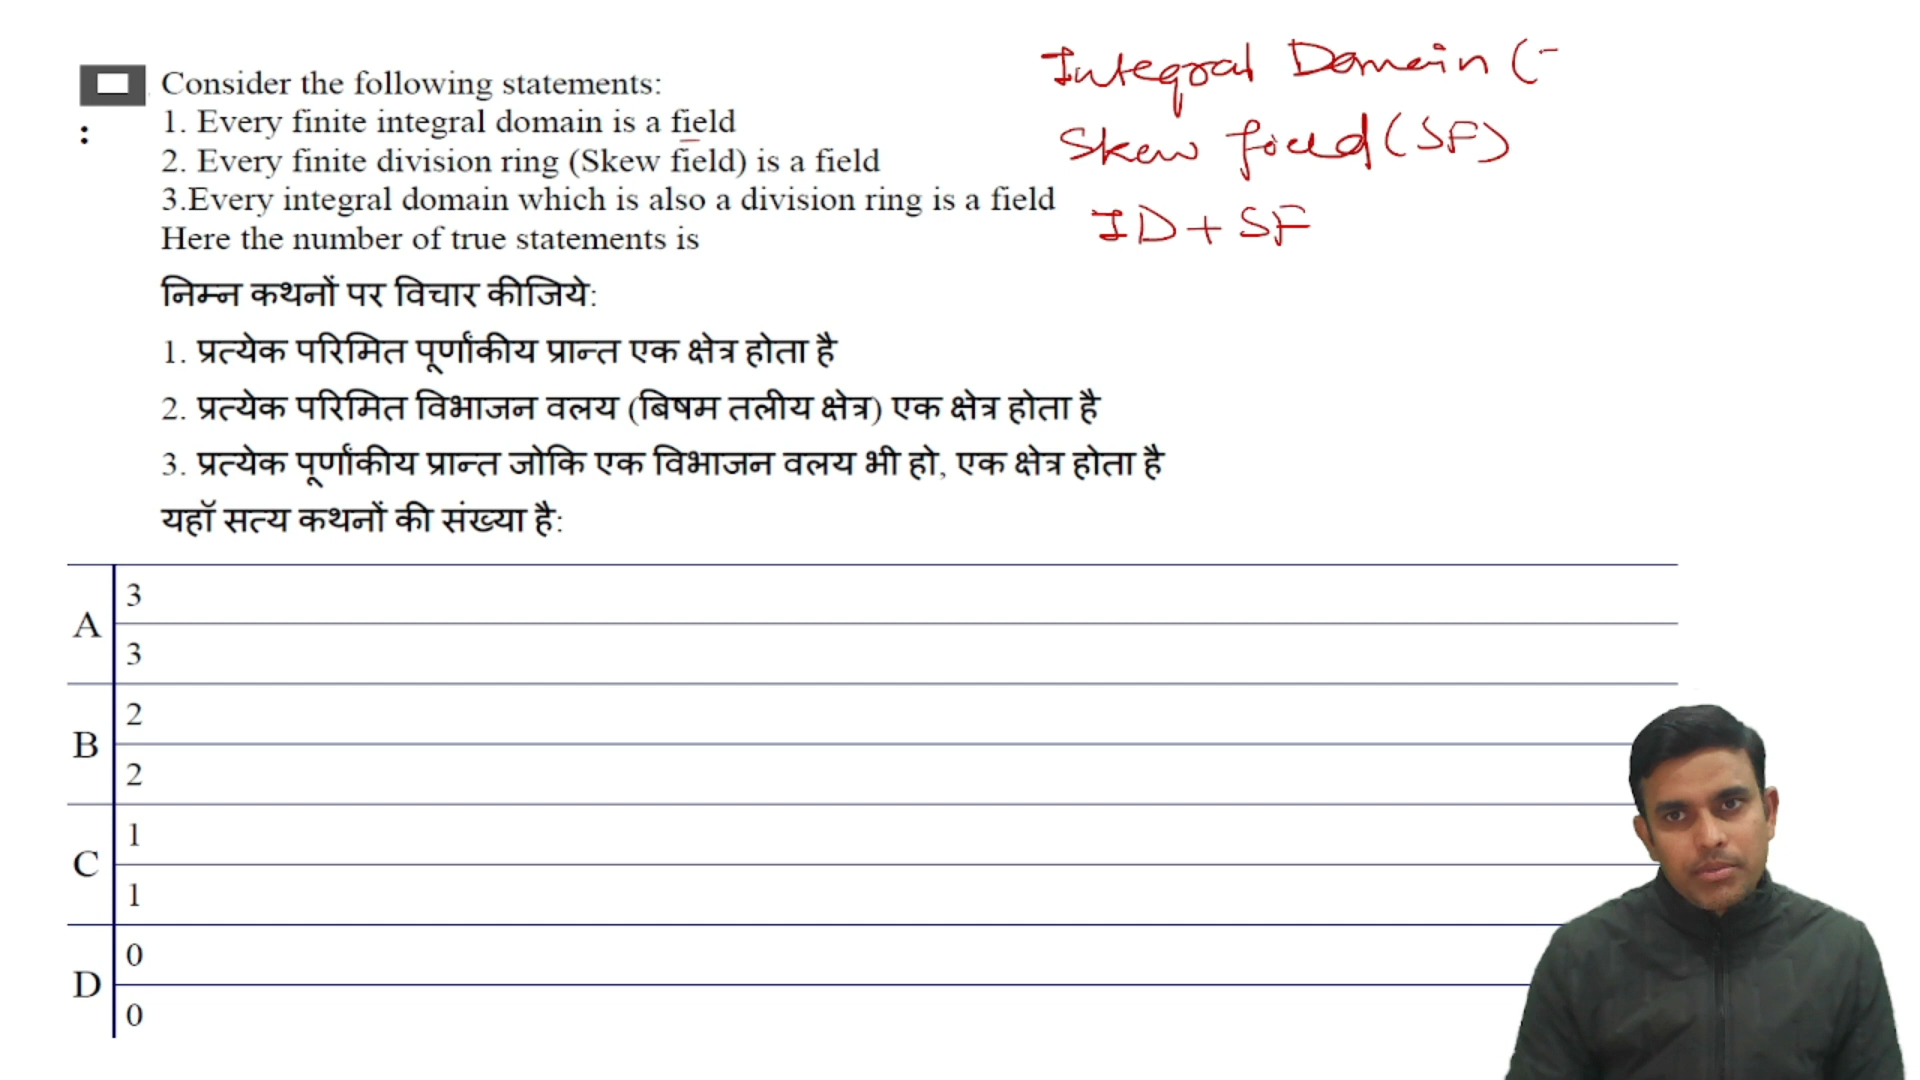 Consider the following statements:
:
1. Every finite integral domain is a field
2. Every finite division ring (Skew field) is a field
3.Every integral domain which is also a division ring is a field
Here the number of true statements is
निम्न कथनों पर विचार कीजिये:
1. प्रत्येक परिमित पूर्णांकीय प्रान्त एक क्षेत्र होता है
2. प्रत्येक परिमित विभाजन वलय (बिषम तलीय क्षेत्र) एक क्षेत्र होता है
3. प्रत्येक पूर्णांकीय प्रान्त जोकि एक विभाजन वलय भी हो, एक क्षेत्र होता है
यहाॅ सत्य कथनों की संख्या है:
Integral Domain (-
Skew field (SF)
ID + SF
A
3
3
B
2
2
C
1
1
D
0
0